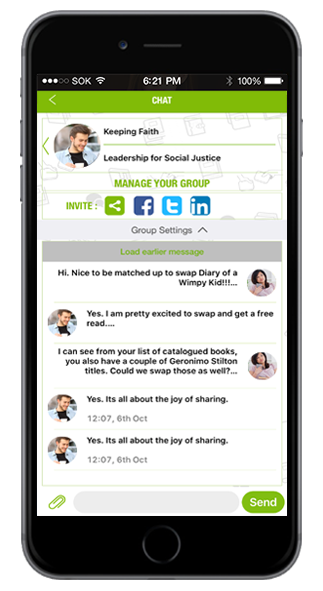 SOK 6:21 PM 100%
CHAT
Keeping Faith
Leadership for Social Justice
MANAGE YOUR GROUP
INVITE : f in
Group Settings
Load earlier message
Hi. Nice to be matched up to swap Diary of a
Wimpy Kid!!!...
Yes. I am pretty excited to swap and get a free
read....
I can see from your list of catalogued books,
you also have a couple of Geronimo Stilton
titles. Could we swap those as well?...
Yes. Its all about the joy of sharing.
12:07, 6th Oct
Yes. Its all about the joy of sharing.
12:07, 6th Oct
Send